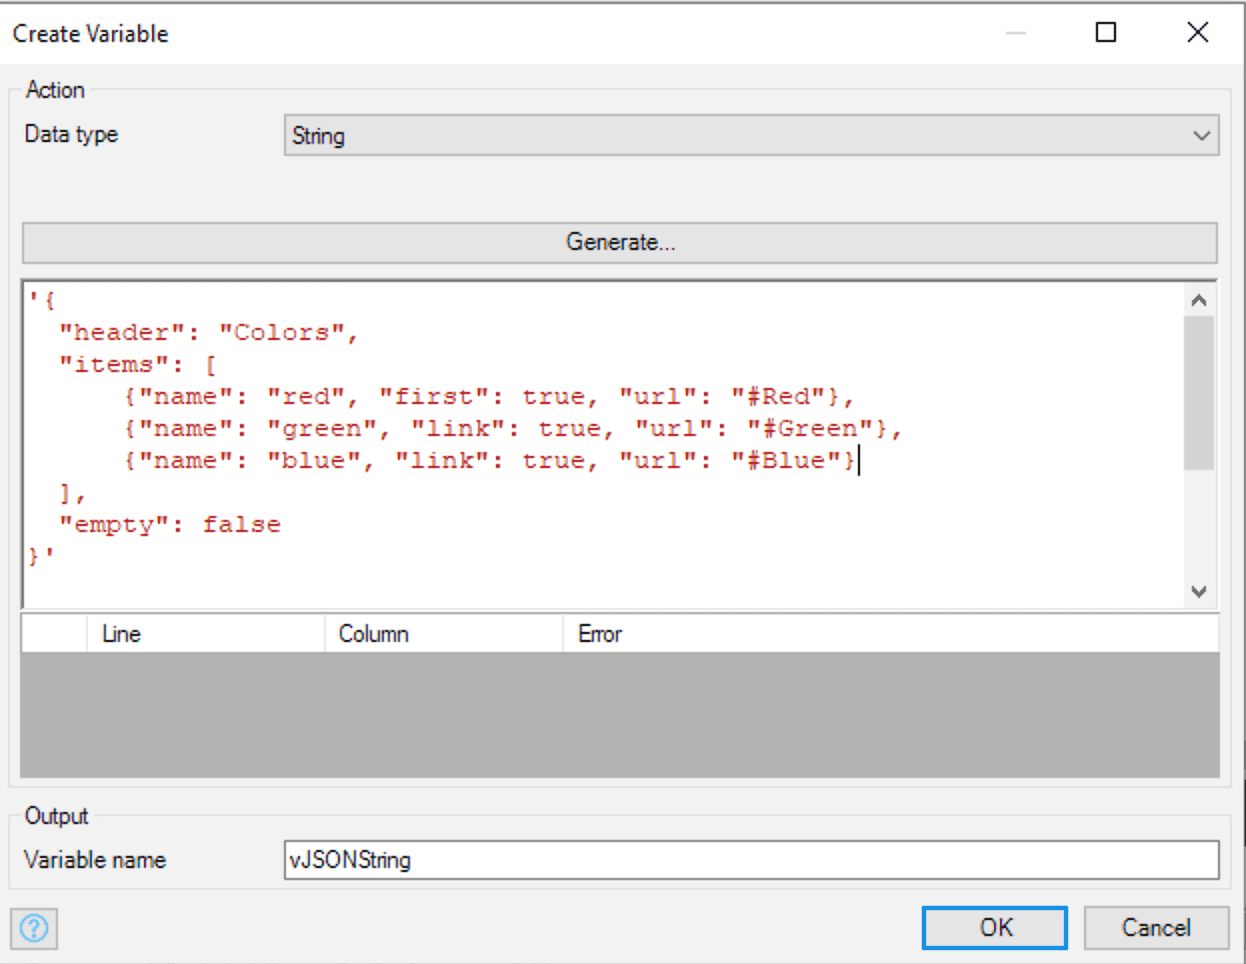 Create Variable
Action
Data type
String
Generate...
'{
  "header": "Colors",
  "items": [
      {"name": "red", "first": true, "url": "#Red"},
      {"name": "green", "link": true, "url": "#Green"},
      {"name": "blue", "link": true, "url": "#Blue"}
  ],
  "empty": false
}'
Line Column Error
Output
Variable name
vJSONString
?
OK Cancel